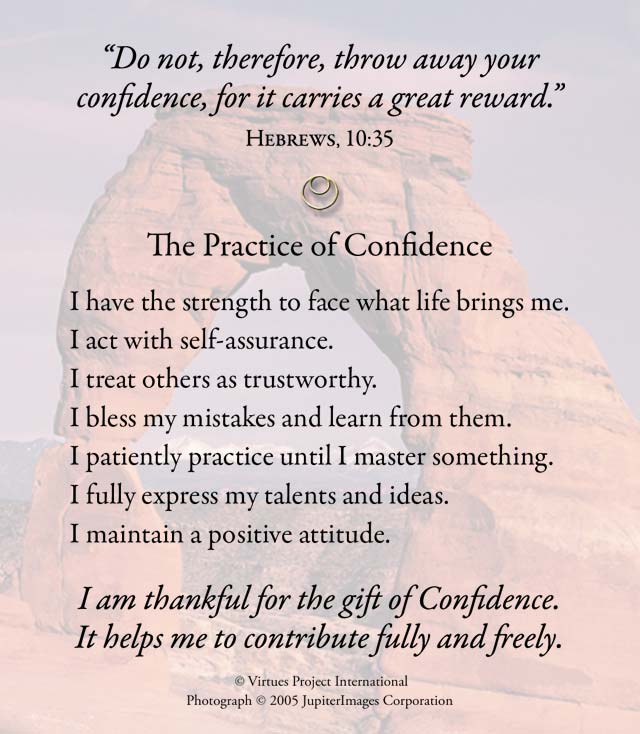 “Do not, therefore, throw away your
confidence, for it carries a great reward.”
Hebrews, 10:35
The Practice of Confidence
I have the strength to face what life brings me.
I act with self-assurance.
I treat others as trustworthy.
I bless my mistakes and learn from them.
I patiently practice until I master something.
I fully express my talents and ideas.
I maintain a positive attitude.
I am thankful for the gift of Confidence.
It helps me to contribute fully and freely.
© Virtues Project International
Photograph © 2005 JupiterImages Corporation